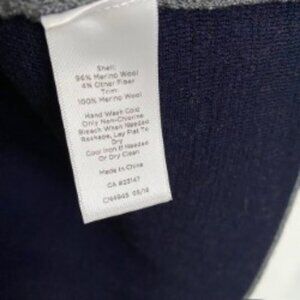 Shell:
96% Merino Wool
4% Other Fiber
Trim:
100% Merino Wool
Hand Wash Cold
Only Non-Chlorine
Bleach When Needed
Reshape, Lay Flat To
Dry
Cool Iron If Needed
Or Dry Clean
Made In China
CA #23147